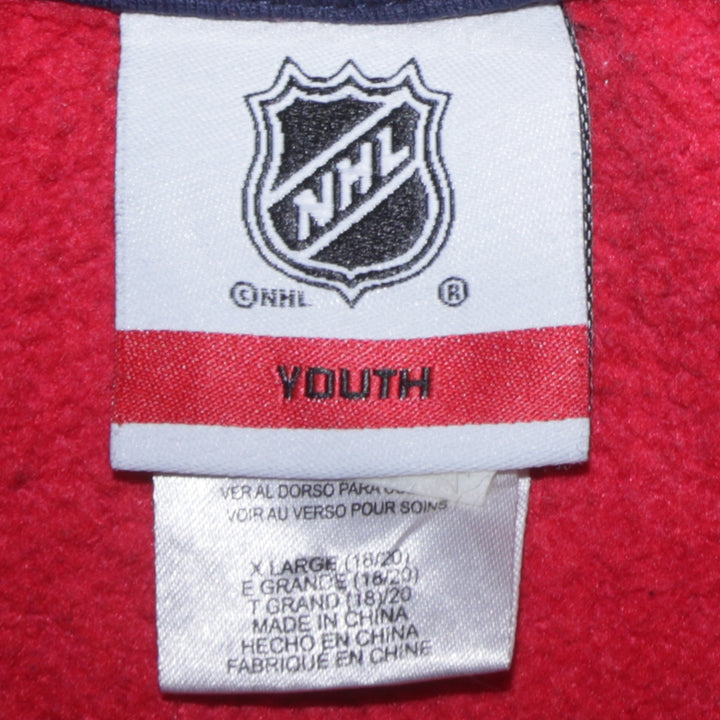 NHL
©NHL ®
YOUTH
VER AL DORSO PARA
VOIR AU VERSO POUR SOINS
X LARGE (18/20)
E GRANDE (18/20)
T GRAND (18)/20
MADE IN CHINA
HECHO EN CHINA
FABRIQUE EN CHINE